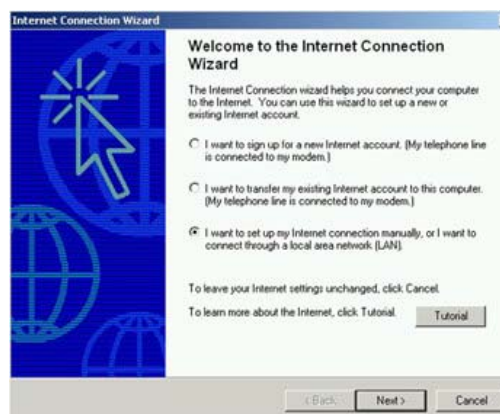 Internet Connection Wizard
Welcome to the Internet Connection
Wizard
The Internet Connection wizard helps you connect your computer
to the Internet. You can use this wizard to set up a new or
existing Internet account.
I want to sign up for a new Internet account. (My telephone line
is connected to my modem.)
I want to transfer my existing Internet account to this computer.
(My telephone line is connected to my modem.)
I want to set up my Internet connection manually, or I want to
connect through a local area network (LAN).
To leave your Internet settings unchanged, click Cancel.
To learn more about the Internet, click Tutorial.
Tutorial
< Back
Next >
Cancel